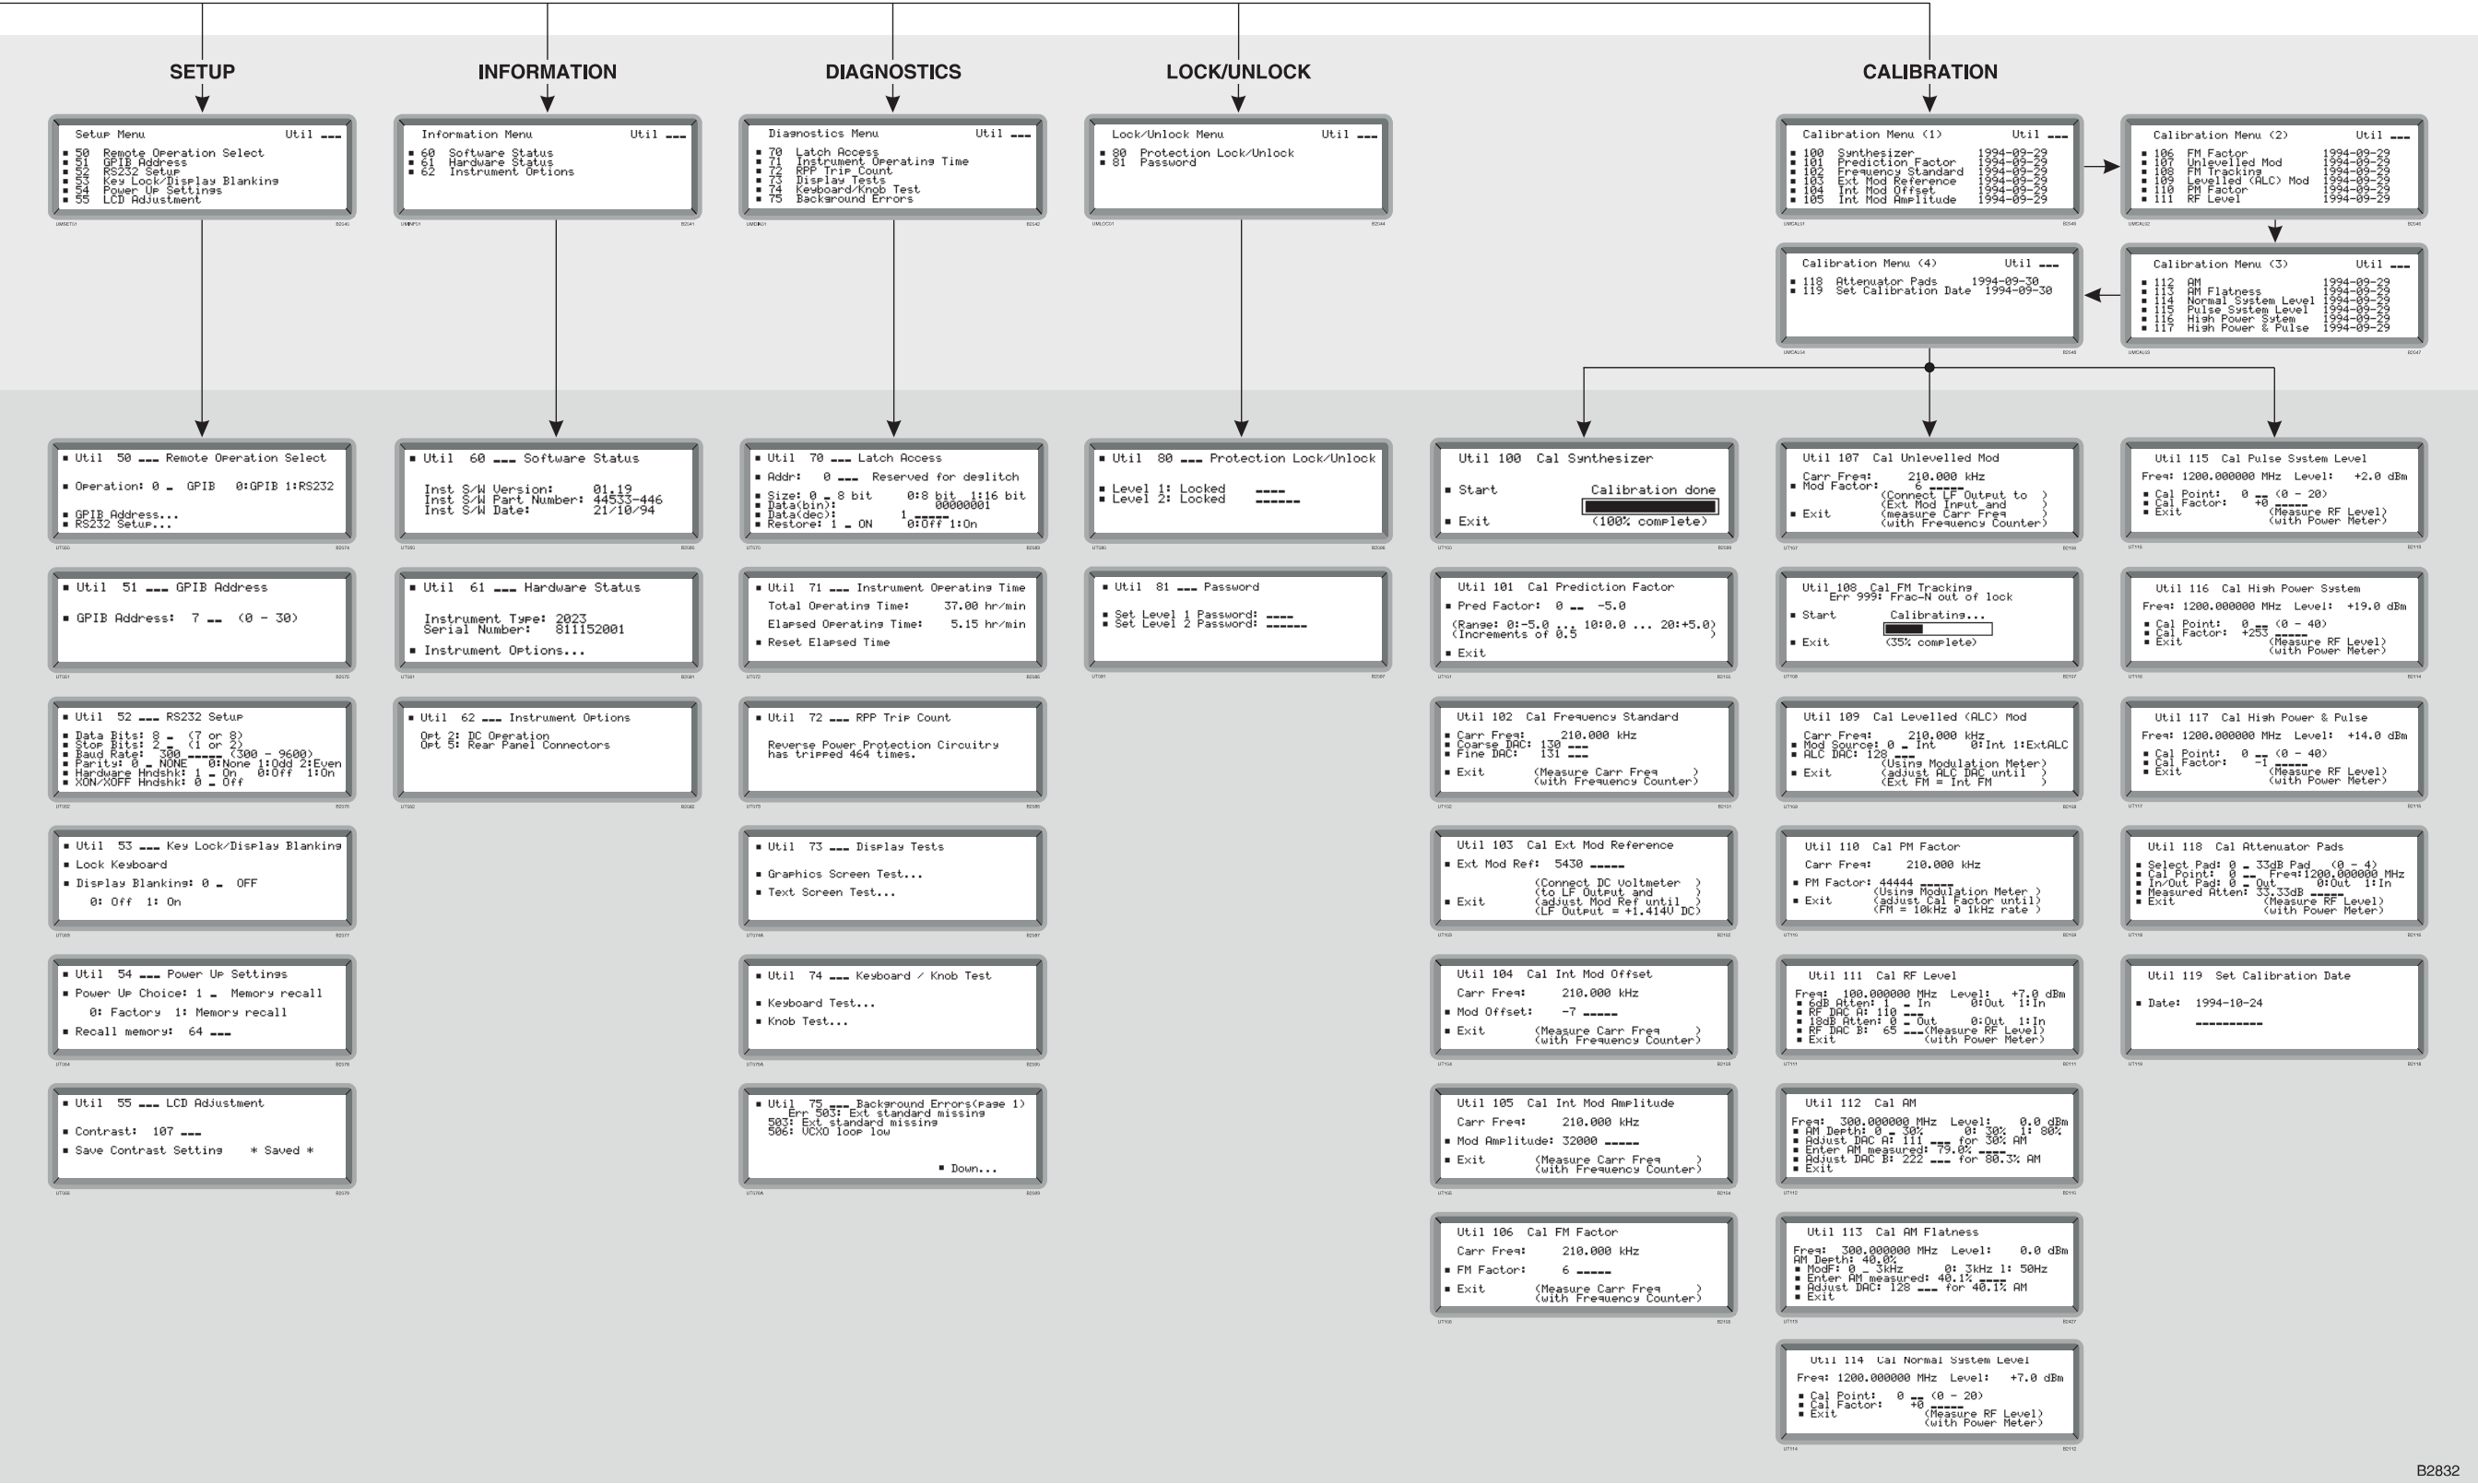 SETUP
INFORMATION
DIAGNOSTICS
LOCK/UNLOCK
CALIBRATION
Setup Menu Util ___
50 Remote Operation Select
51 GPIB Address
52 RS232 Setup
53 Key Lock/Display Blanking
54 Power Up Settings
55 LCD Adjustment
Information Menu Util ___
60 Software Status
61 Hardware Status
62 Instrument Options
Diagnostics Menu Util ___
70 Latch Access
71 Instrument Operating Time
72 RPP Trip Count
73 Display Tests
74 Keyboard/Knob Test
75 Background Errors
Lock/Unlock Menu Util ___
80 Protection Lock/Unlock
81 Password
Calibration Menu (1) Util ___
100 Synthesizer 1994-09-29
101 Prediction Factor 1994-09-29
102 Frequency Standard 1994-09-29
103 Ext Mod Reference 1994-09-29
104 Int Mod Offset 1994-09-29
105 Int Mod Amplitude 1994-09-29
Calibration Menu (2) Util ___
106 FM Factor 1994-09-29
107 Unlevelled Mod 1994-09-29
108 FM Tracking 1994-09-29
109 Levelled (ALC) Mod 1994-09-29
110 PM Factor 1994-09-29
111 RF Level 1994-09-29
Calibration Menu (4) Util ___
118 Attenuator Pads 1994-09-30
119 Set Calibration Date 1994-09-30
Calibration Menu (3) Util ___
112 AM 1994-09-29
113 AM Flatness 1994-09-29
114 Normal System Level 1994-09-29
115 Pulse System Level 1994-09-29
116 High Power Sytem 1994-09-29
117 High Power & Pulse 1994-09-29
Util 50 ___ Remote Operation Select
Operation: 0 _ GPIB 0:GPIB 1:RS232
GPIB Address...
RS232 Setup...
Util 51 ___ GPIB Address
GPIB Address: 7 __ (0 - 30)
Util 52 ___ RS232 Setup
Data Bits: 8 _ (7 or 8)
Stop Bits: 2 _ (1 or 2)
Baud Rate: 300 _____ (300 - 9600)
Parity: 0 _ NONE 0:None 1:Odd 2:Even
Hardware Hndshk: 1 _ On 0:Off 1:On
XON/XOFF Hndshk: 0 _ Off
Util 53 ___ Key Lock/Display Blanking
Lock Keyboard
Display Blanking: 0 _ OFF
0: Off 1: On
Util 54 ___ Power Up Settings
Power Up Choice: 1 _ Memory recall
0: Factory 1: Memory recall
Recall memory: 64 ___
Util 55 ___ LCD Adjustment
Contrast: 107 ___
Save Contrast Setting * Saved *
Util 60 ___ Software Status
Inst S/W Version: 01.19
Inst S/W Part Number: 44533-446
Inst S/W Date: 21/10/94
Util 61 ___ Hardware Status
Instrument Type: 2023
Serial Number: 811152001
Instrument Options...
Util 62 ___ Instrument Options
Opt 2: DC Operation
Opt 5: Rear Panel Connectors
Util 70 ___ Latch Access
Addr: 0 ___ Reserved for deglitch
Size: 0 _ 8 bit 0:8 bit 1:16 bit
Data(bin): 00000001
Data(dec): 1 _____
Restore: 1 _ ON 0:Off 1:On
Util 71 ___ Instrument Operating Time
Total Operating Time: 37.00 hr/min
Elapsed Operating Time: 5.15 hr/min
Reset Elapsed Time
Util 72 ___ RPP Trip Count
Reverse Power Protection Circuitry
has tripped 464 times.
Util 73 ___ Display Tests
Graphics Screen Test...
Text Screen Test...
Util 74 ___ Keyboard / Knob Test
Keyboard Test...
Knob Test...
Util 75 ___ Background Errors(page 1)
Err 503: Ext standard missing
503: Ext standard missing
506: VCXO loop low
Down...
Util 80 ___ Protection Lock/Unlock
Level 1: Locked ____
Level 2: Locked ______
Util 81 ___ Password
Set Level 1 Password: ____
Set Level 2 Password: ______
Util 100 Cal Synthesizer
Start Calibration done
Exit (100% complete)
Util 101 Cal Prediction Factor
Pred Factor: 0 __ -5.0
(Range: 0:-5.0 ... 10:0.0 ... 20:+5.0)
(Increments of 0.5 )
Exit
Util 102 Cal Frequency Standard
Carr Freq: 210.000 kHz
Coarse DAC: 130 ___
Fine DAC: 131 ___
Exit (Measure Carr Freq )
(with Frequency Counter)
Util 103 Cal Ext Mod Reference
Ext Mod Ref: 5430 _____
(Connect DC Voltmeter )
(to LF Output and )
Exit (adjust Mod Ref until )
(LF Output = +1.414V DC)
Util 104 Cal Int Mod Offset
Carr Freq: 210.000 kHz
Mod Offset: -7 _____
Exit (Measure Carr Freq )
(with Frequency Counter)
Util 105 Cal Int Mod Amplitude
Carr Freq: 210.000 kHz
Mod Amplitude: 32000 _____
Exit (Measure Carr Freq )
(with Frequency Counter)
Util 106 Cal FM Factor
Carr Freq: 210.000 kHz
FM Factor: 6 _____
Exit (Measure Carr Freq )
(with Frequency Counter)
Util 107 Cal Unlevelled Mod
Carr Freq: 210.000 kHz
Mod Factor: 6 _____
(Connect LF Output to )
(Ext Mod Input and )
Exit (measure Carr Freq )
(with Frequency Counter)
Util 108 Cal FM Tracking
Err 999: Frac-N out of lock
Start Calibrating...
Exit (35% complete)
Util 109 Cal Levelled (ALC) Mod
Carr Freq: 210.000 kHz
Mod Source: 0 _ Int 0:Int 1:ExtALC
ALC DAC: 128 ___
(Using Modulation Meter)
Exit (adjust ALC DAC until )
(Ext FM = Int FM )
Util 110 Cal PM Factor
Carr Freq: 210.000 kHz
PM Factor: 44444 _____
(Using Modulation Meter )
Exit (adjust Cal Factor until)
(FM = 10kHz @ 1kHz rate )
Util 111 Cal RF Level
Freq: 100.000000 MHz Level: +7.0 dBm
6dB Atten: 1 _ In 0:Out 1:In
RF DAC A: 110 ___
18dB Atten: 0 _ Out 0:Out 1:In
RF DAC B: 65 ___(Measure RF Level)
Exit (with Power Meter)
Util 112 Cal AM
Freq: 300.000000 MHz Level: 0.0 dBm
AM Depth: 0 _ 30% 0: 30% 1: 80%
Adjust DAC A: 111 ___ for 30% AM
Enter AM measured: 79.0% ____
Adjust DAC B: 222 ___ for 80.3% AM
Exit
Util 113 Cal AM Flatness
Freq: 300.000000 MHz Level: 0.0 dBm
AM Depth: 40.0%
ModF: 0 _ 3kHz 0: 3kHz 1: 50Hz
Enter AM measured: 40.1% ____
Adjust DAC: 128 ___ for 40.1% AM
Exit
Util 114 Cal Normal System Level
Freq: 1200.000000 MHz Level: +7.0 dBm
Cal Point: 0 __ (0 - 20)
Cal Factor: +0 _____
Exit (Measure RF Level)
(with Power Meter)
Util 115 Cal Pulse System Level
Freq: 1200.000000 MHz Level: +2.0 dBm
Cal Point: 0 __ (0 - 20)
Cal Factor: +0 _____
Exit (Measure RF Level)
(with Power Meter)
Util 116 Cal High Power System
Freq: 1200.000000 MHz Level: +19.0 dBm
Cal Point: 0 __ (0 - 40)
Cal Factor: +253 _____
Exit (Measure RF Level)
(with Power Meter)
Util 117 Cal High Power & Pulse
Freq: 1200.000000 MHz Level: +14.0 dBm
Cal Point: 0 __ (0 - 40)
Cal Factor: -1 _____
Exit (Measure RF Level)
(with Power Meter)
Util 118 Cal Attenuator Pads
Select Pad: 0 _ 33dB Pad (0 - 4)
Cal Point: 0 __ Freq:1200.000000 MHz
In/Out Pad: 0 _ Out 0:Out 1:In
Measured Atten: 33.33dB _____
Exit (Measure RF Level)
(with Power Meter)
Util 119 Set Calibration Date
Date: 1994-10-24
__________
B2832